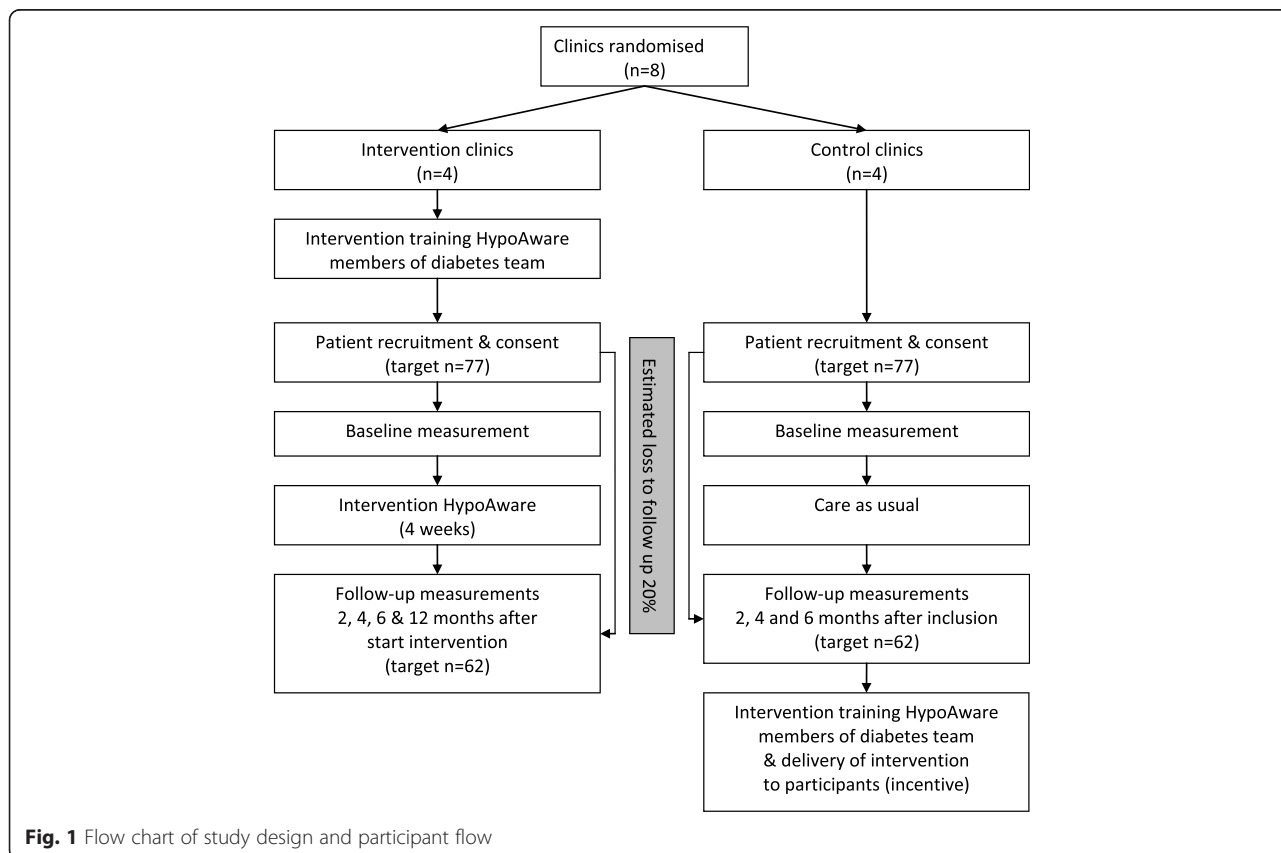 Clinics randomised
(n=8)
Intervention clinics
(n=4)
Control clinics
(n=4)
Intervention training HypoAware
members of diabetes team
Patient recruitment & consent
(target n=77)
Estimated loss to follow up 20%
Patient recruitment & consent
(target n=77)
Baseline measurement
Baseline measurement
Intervention HypoAware
(4 weeks)
Care as usual
Follow-up measurements
2, 4, 6 & 12 months after
start intervention
(target n=62)
Follow-up measurements
2, 4 and 6 months after inclusion
(target n=62)
Intervention training HypoAware
members of diabetes team
& delivery of intervention
to participants (incentive)
Fig. 1 Flow chart of study design and participant flow